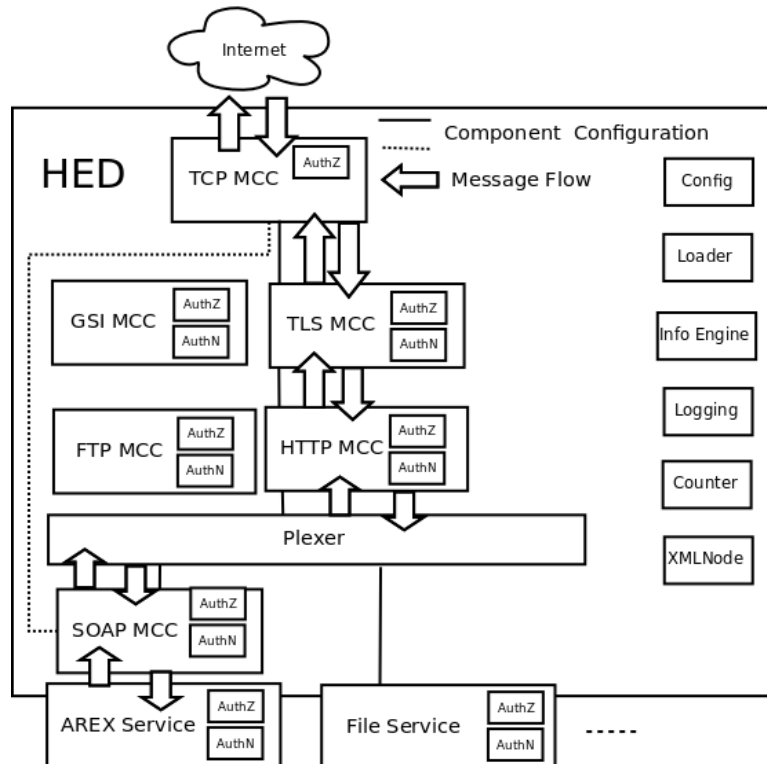 Internet
Component Configuration
HED
TCP MCC
AuthZ
Message Flow
Config
Loader
GSI MCC
AuthZ
AuthN
TLS MCC
AuthZ
AuthN
Info Engine
FTP MCC
AuthZ
AuthN
HTTP MCC
AuthZ
AuthN
Logging
Counter
Plexer
XMLNode
SOAP MCC
AuthZ
AuthN
AREX Service
AuthZ
AuthN
File Service
AuthZ
AuthN